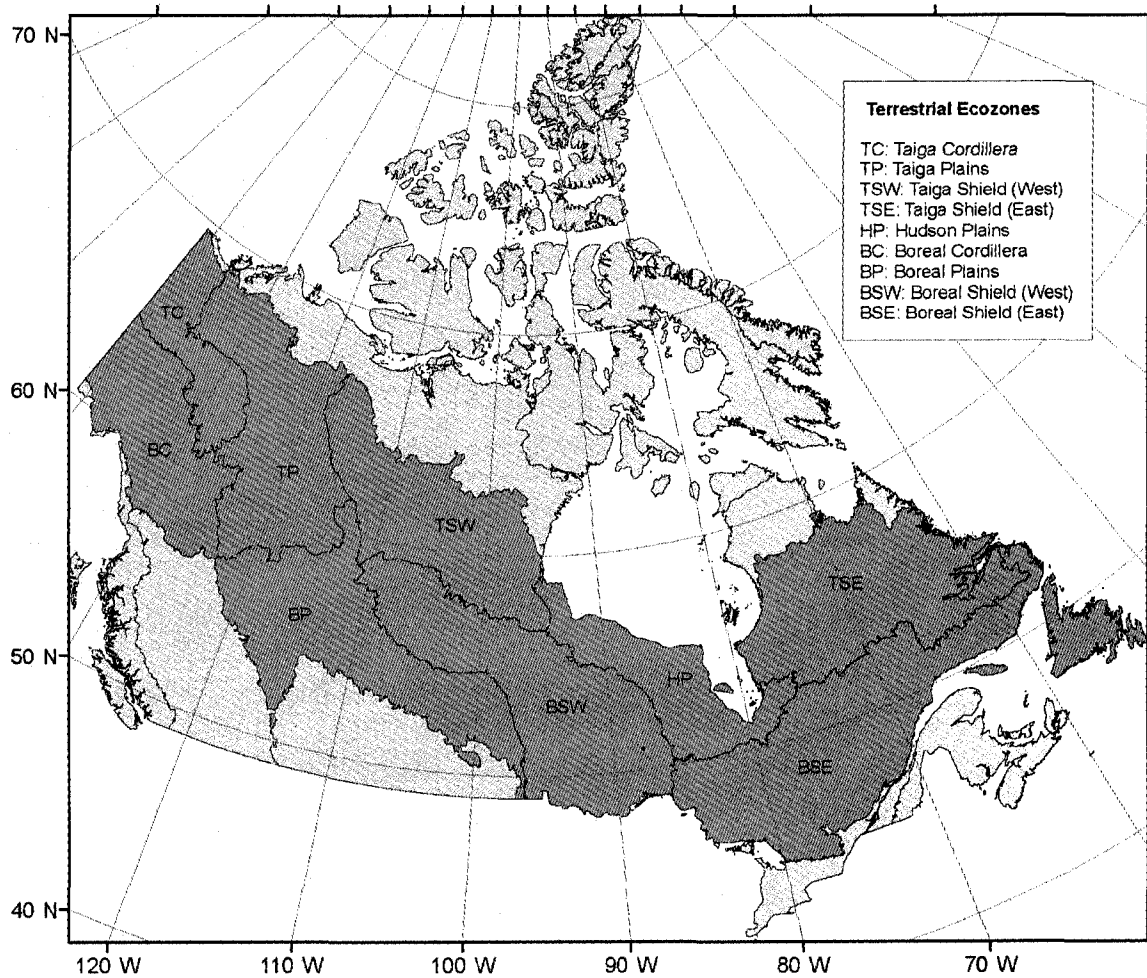 70 N
60 N
50 N
40 N
120 W
110 W
100 W
90 W
80 W
70 W
Terrestrial Ecozones
TC: Taiga Cordillera
TP: Taiga Plains
TSW: Taiga Shield (West)
TSE: Taiga Shield (East)
HP: Hudson Plains
BC: Boreal Cordillera
BP: Boreal Plains
BSW: Boreal Shield (West)
BSE: Boreal Shield (East)
TC
BC
TP
TSW
TSE
BP
HP
BSW
BSE